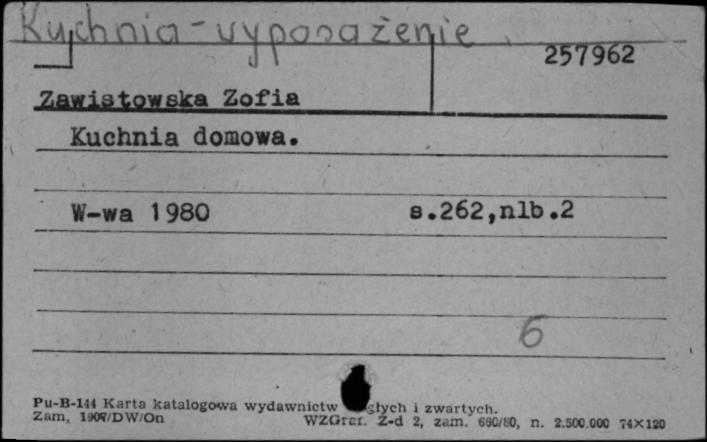 Kuchnia - wyposażenie
257962
Zawistowska Zofia
Kuchnia domowa.
W-wa 1980 s.262,nlb.2
6
Pu-B-144 Karta katalogowa wydawnictw głych i zwartych.
Zam, /DW/On WZGraf. Z-d 2, zam. 660/80, n. 2.500.000 74×120